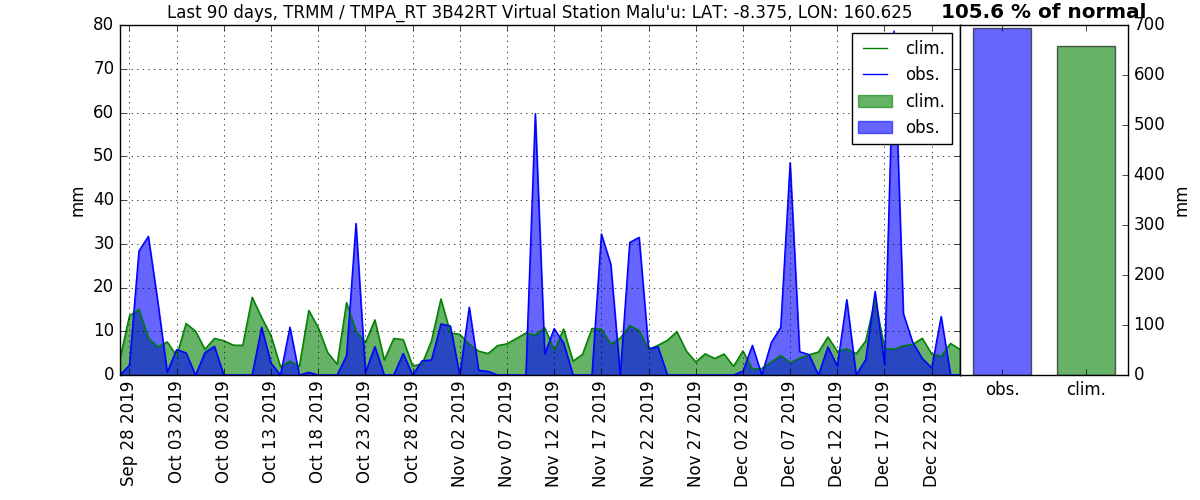 Last 90 days, TRMM / TMPA_RT 3B42RT Virtual Station Malu'u: LAT: -8.375, LON: 160.625
105.6 % of normal
80
70
60
50
40
30
20
10
0
mm
clim.
obs.
clim.
obs.
700
600
500
400
300
200
100
0
mm
Sep 28 2019
Oct 03 2019
Oct 08 2019
Oct 13 2019
Oct 18 2019
Oct 23 2019
Oct 28 2019
Nov 02 2019
Nov 07 2019
Nov 12 2019
Nov 17 2019
Nov 22 2019
Nov 27 2019
Dec 02 2019
Dec 07 2019
Dec 12 2019
Dec 17 2019
Dec 22 2019
obs.
clim.